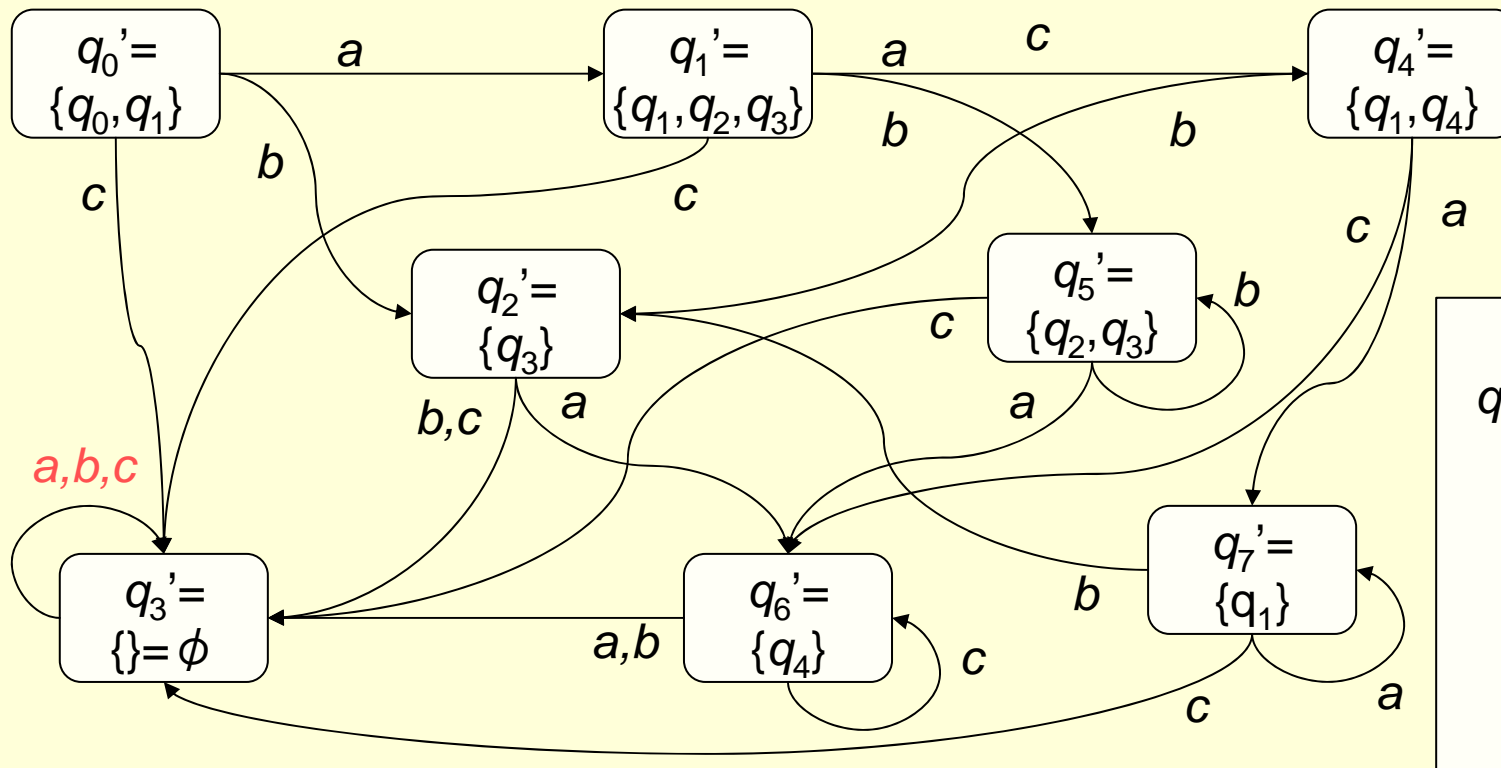 q₀’=
{q₀,q₁}
a
q₁’=
{q₁,q₂,q₃}
a
c
q₄’=
{q₁,q₄}
b
b
b
c
c
c
a
q₂’=
{q₃}
q₅’=
{q₂,q₃}
b
c
b,c
a
a
q
a,b,c
q₃’=
{}=ϕ
q₆’=
{q₄}
q₇’=
{q₁}
b
a,b
c
c
a